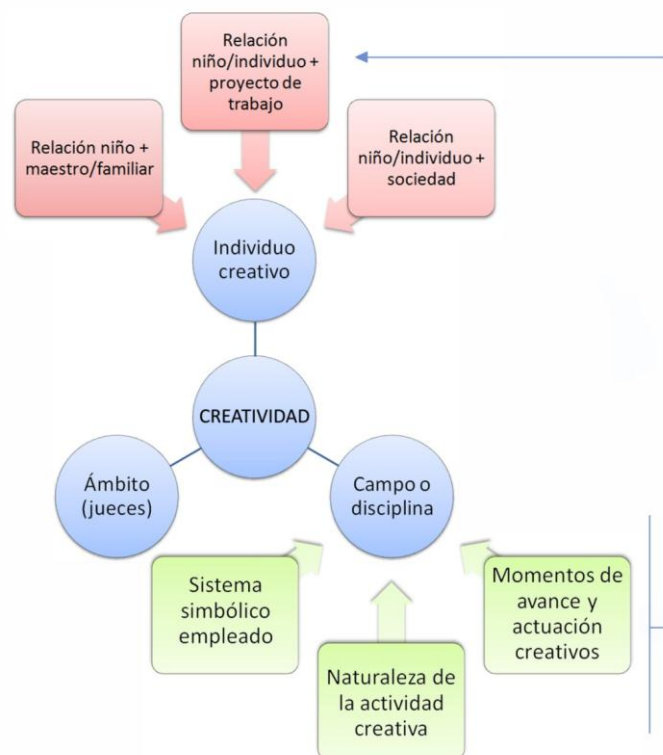 Relación
niño/individuo +
proyecto de
trabajo
Relación niño +
maestro/familiar
Relación
niño/individuo +
sociedad
Individuo
creativo
CREATIVIDAD
Ámbito
(jueces)
Campo o
disciplina
Sistema
simbólico
empleado
Naturaleza de
la actividad
creativa
Momentos de
avance y
actuación
creativos